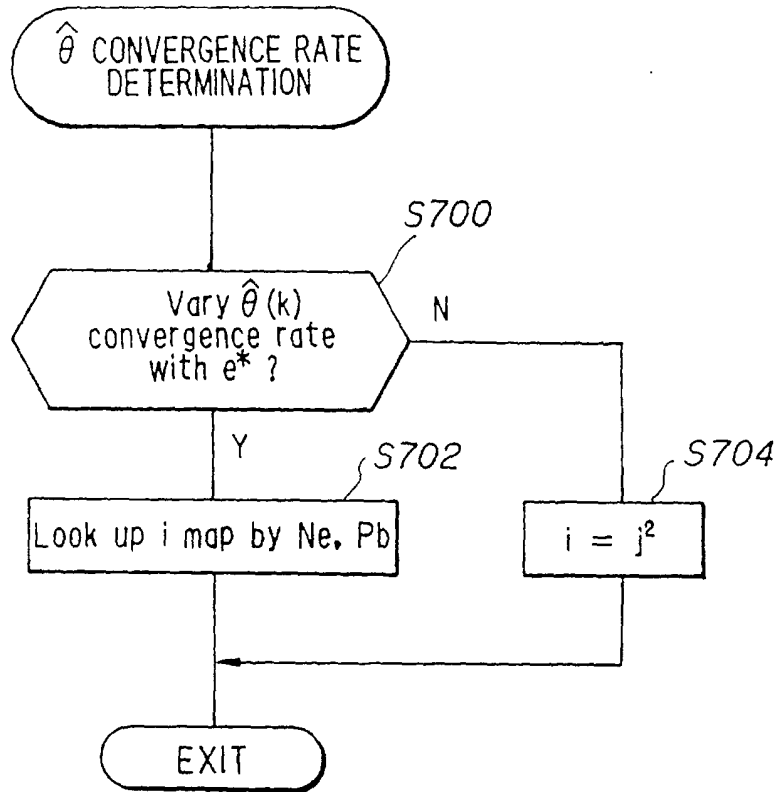 θ̂ CONVERGENCE RATE
DETERMINATION
S700
Vary θ̂(k)
convergence rate
with e* ?
N
Y
S702
S704
Look up i map by Ne, Pb
i = j²
EXIT